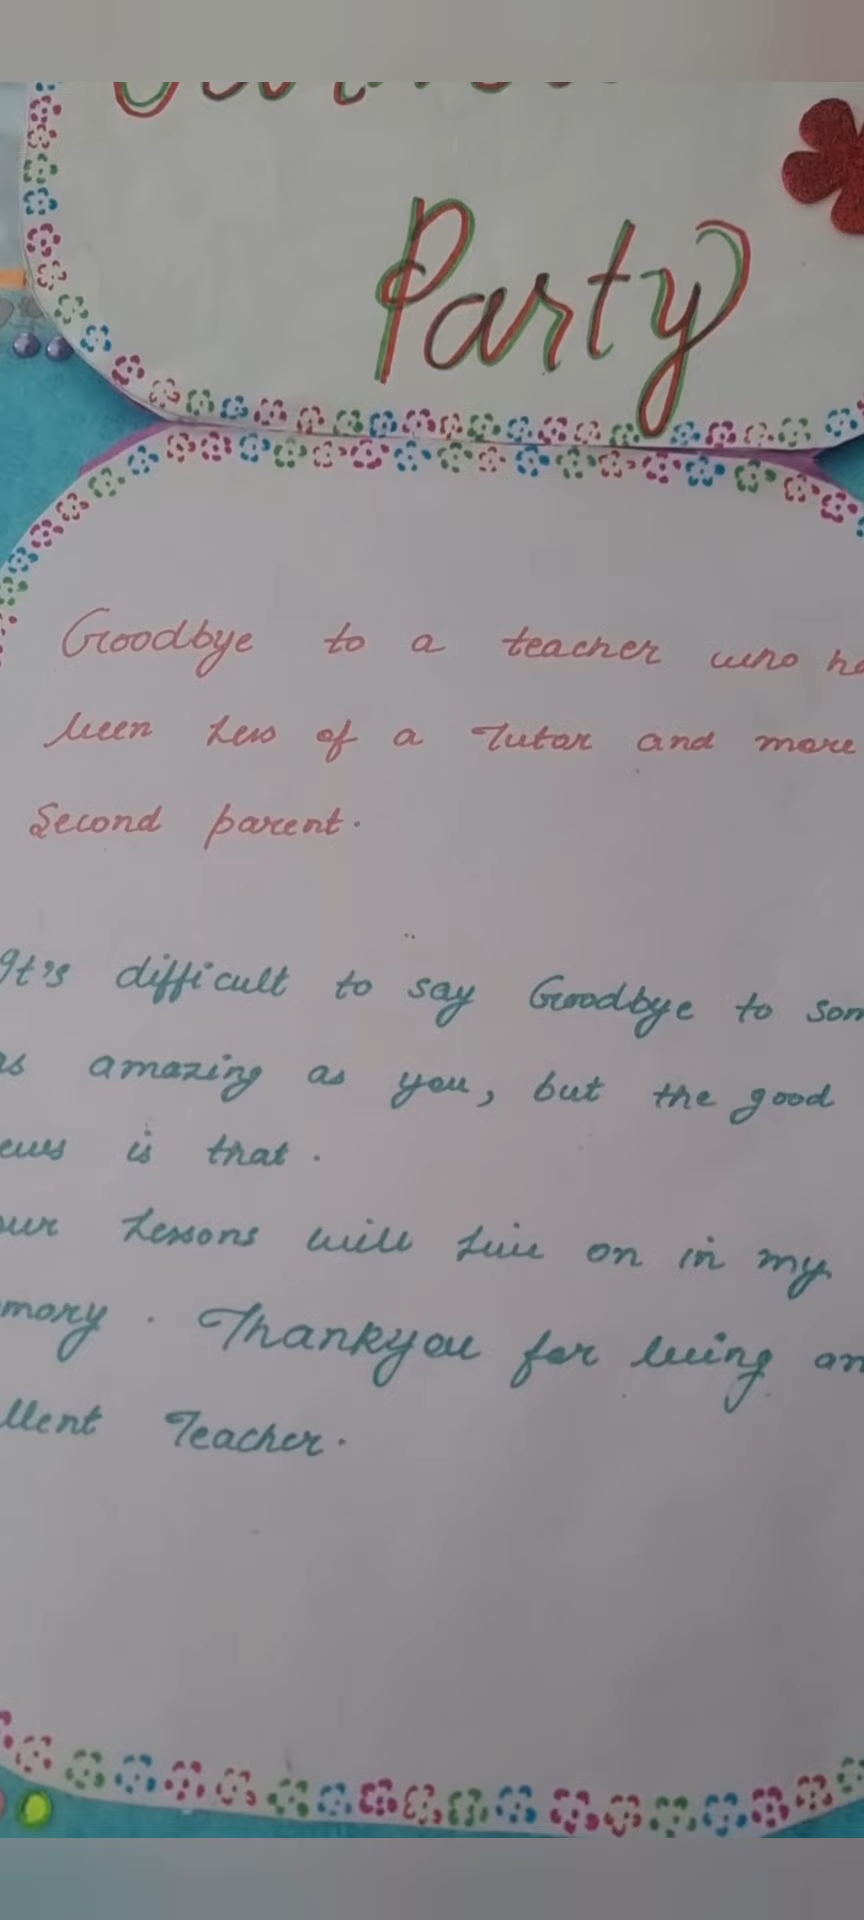 Party
Goodbye to a teacher who
been less of a Tutor and more
Second parent.
It's difficult to say Goodbye to
amazing as you, but the good
is that.
Lessons will live on in my
Thankyou for being an
Teacher.